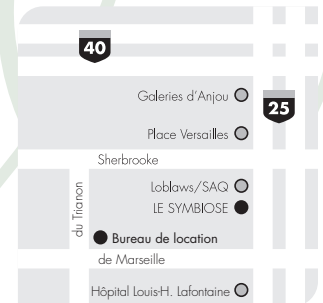 40
Galeries d'Anjou
25
Place Versailles
Sherbrooke
du Trianon
Loblaws/SAQ
LE SYMBIOSE
Bureau de location
de Marseille
Hôpital Louis-H. Lafontaine